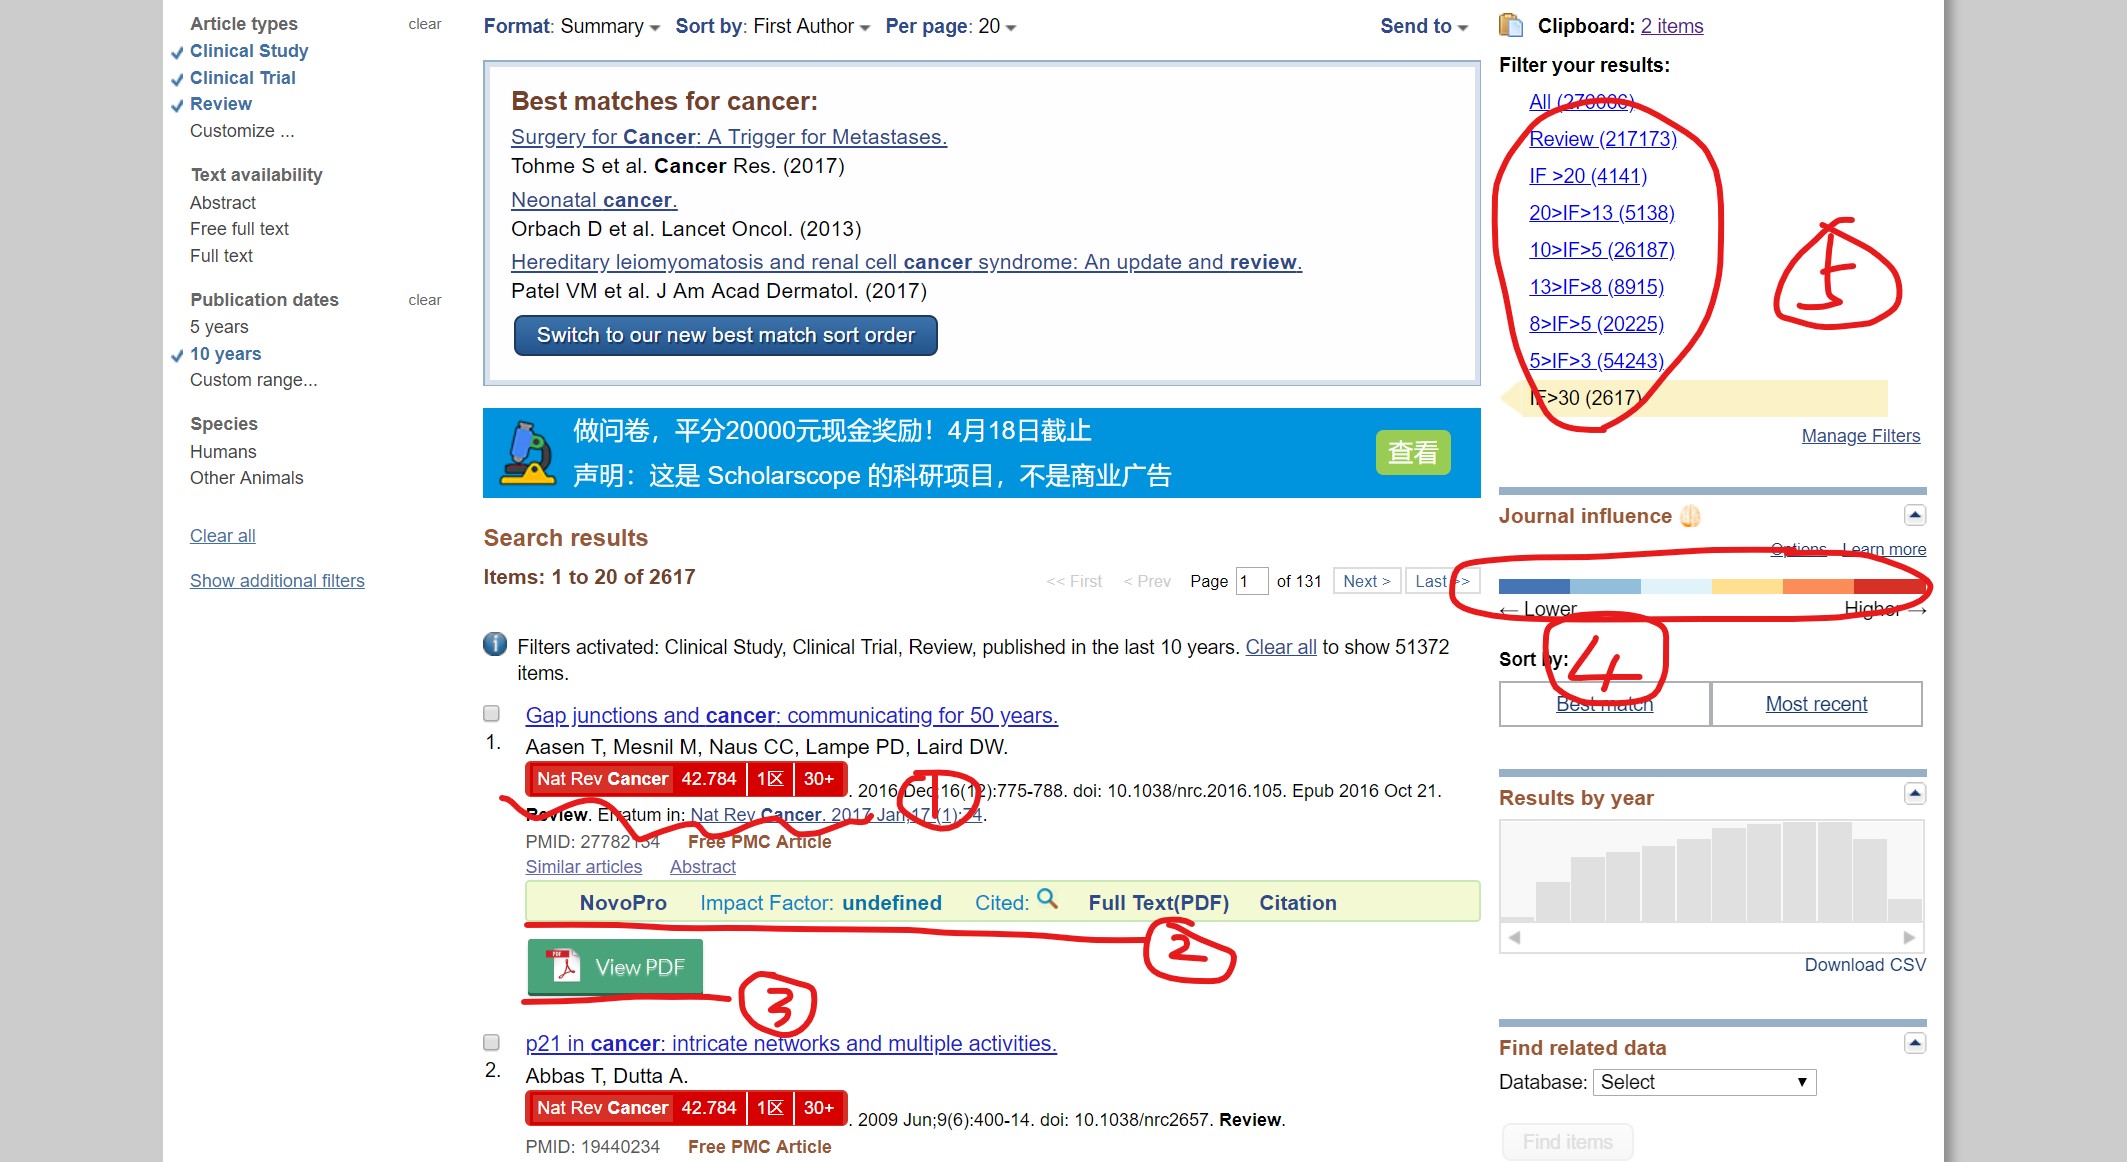 Article types clear
Clinical Study
Clinical Trial
Review
Customize ...
Text availability
Abstract
Free full text
Full text
Publication dates clear
5 years
10 years
Custom range...
Species
Humans
Other Animals
Clear all
Show additional filters
Format: Summary Sort by: First Author Per page: 20 Send to
Best matches for cancer:
Surgery for Cancer: A Trigger for Metastases.
Tohme S et al. Cancer Res. (2017)
Neonatal cancer.
Orbach D et al. Lancet Oncol. (2013)
Hereditary leiomyomatosis and renal cell cancer syndrome: An update and review.
Patel VM et al. J Am Acad Dermatol. (2017)
Switch to our new best match sort order
做问卷，平分20000元现金奖励！4月18日截止
声明：这是 Scholarscope 的科研项目，不是商业广告
查看
Search results
Items: 1 to 20 of 2617
<< First < Prev Page 1 of 131 Next > Last >>
Filters activated: Clinical Study, Clinical Trial, Review, published in the last 10 years. Clear all to show 51372
items.
Gap junctions and cancer: communicating for 50 years.
1. Aasen T, Mesnil M, Naus CC, Lampe PD, Laird DW.
Nat Rev Cancer 42.784 1区 30+ . 2016 Dec;16(12):775-788. doi: 10.1038/nrc.2016.105. Epub 2016 Oct 21.
1
Review. Erratum in: Nat Rev Cancer. 2017 Jan;17(1):74.
PMID: 27782134 Free PMC Article
Similar articles Abstract
NovoPro Impact Factor: undefined Cited: Full Text(PDF) Citation
2
View PDF
3
p21 in cancer: intricate networks and multiple activities.
2. Abbas T, Dutta A.
Nat Rev Cancer 42.784 1区 30+ . 2009 Jun;9(6):400-14. doi: 10.1038/nrc2657. Review.
PMID: 19440234 Free PMC Article
Clipboard: 2 items
Filter your results:
All
Review (217173)
IF >20 (4141)
20>IF>13 (5138)
10>IF>5 (26187)
13>IF>8 (8915)
8>IF>5 (20225)
5>IF>3 (54243)
IF>30 (2617)
5
Manage Filters
Journal influence
Options Learn more
← Lower Higher →
4
Sort by:
Best match Most recent
Results by year
Download CSV
Find related data
Database: Select
Find items